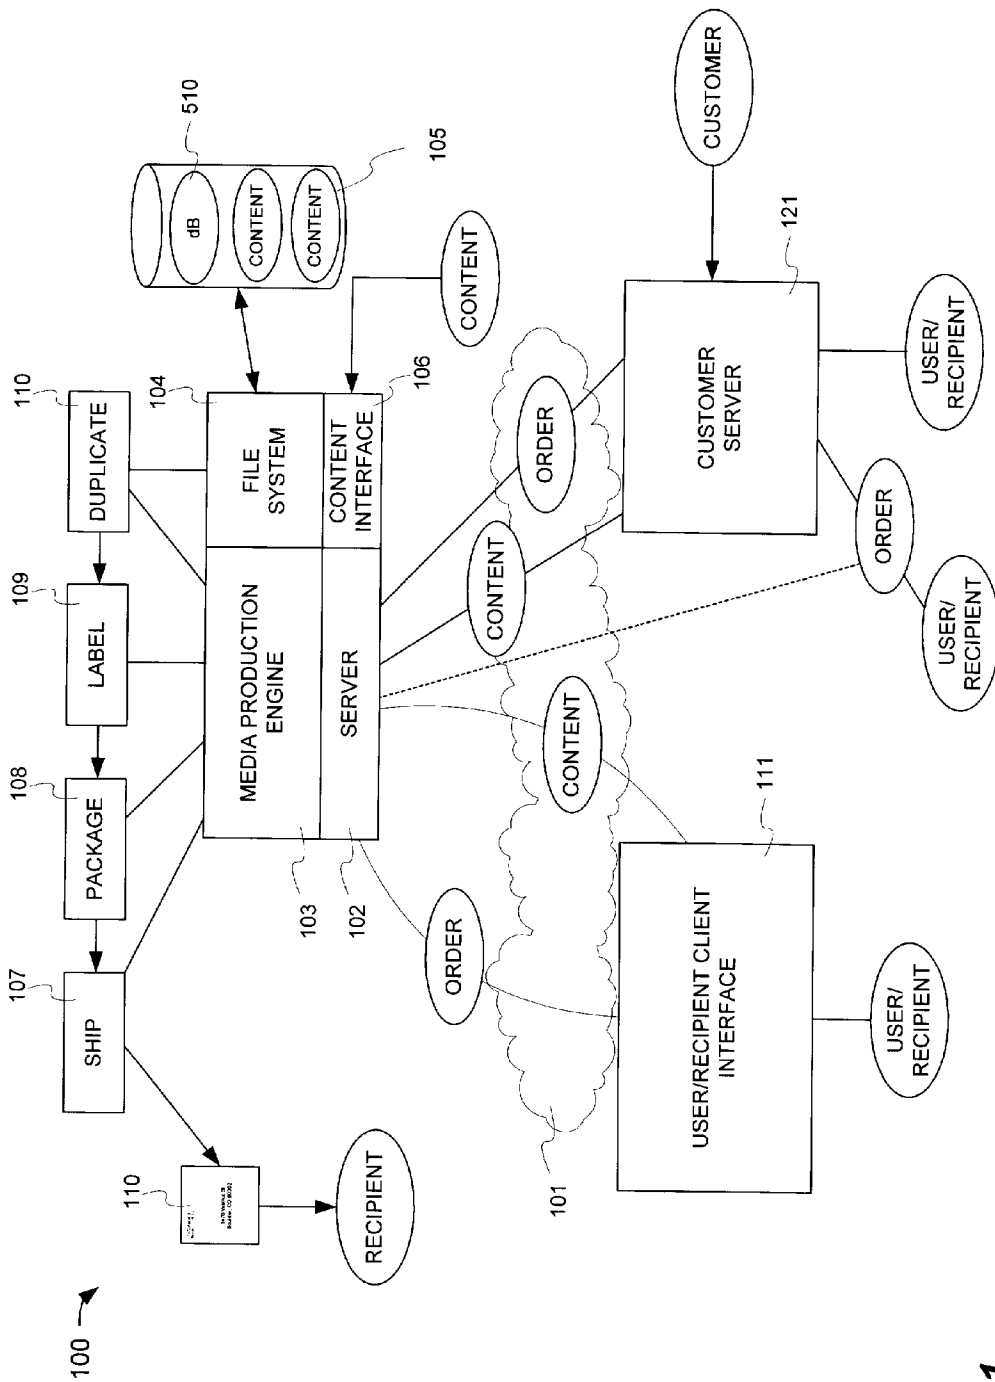 100
107
SHIP
108
PACKAGE
109
LABEL
110
DUPLICATE
110
RECIPIENT
510
dB
CONTENT
CONTENT
105
104
MEDIA PRODUCTION
ENGINE
FILE
SYSTEM
103
SERVER
102
CONTENT
INTERFACE
106
CONTENT
ORDER
CONTENT
CONTENT
ORDER
101
USER/RECIPIENT CLIENT
INTERFACE
111
CUSTOMER
SERVER
121
CUSTOMER
USER/
RECIPIENT
ORDER
USER/
RECIPIENT
USER/
RECIPIENT